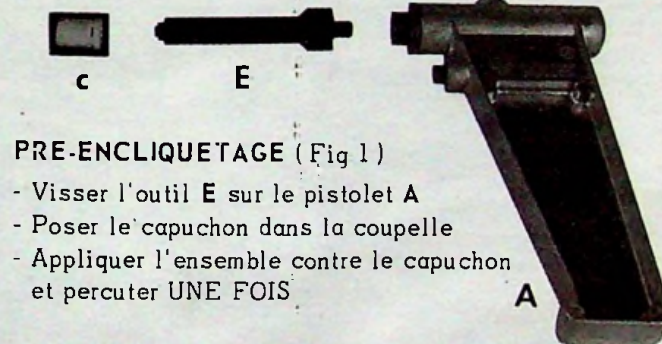 c
E
PRE-ENCLIQUETAGE (Fig 1)
- Visser l'outil E sur le pistolet A
- Poser le capuchon dans la coupelle
- Appliquer l'ensemble contre le capuchon
et percuter UNE FOIS
A